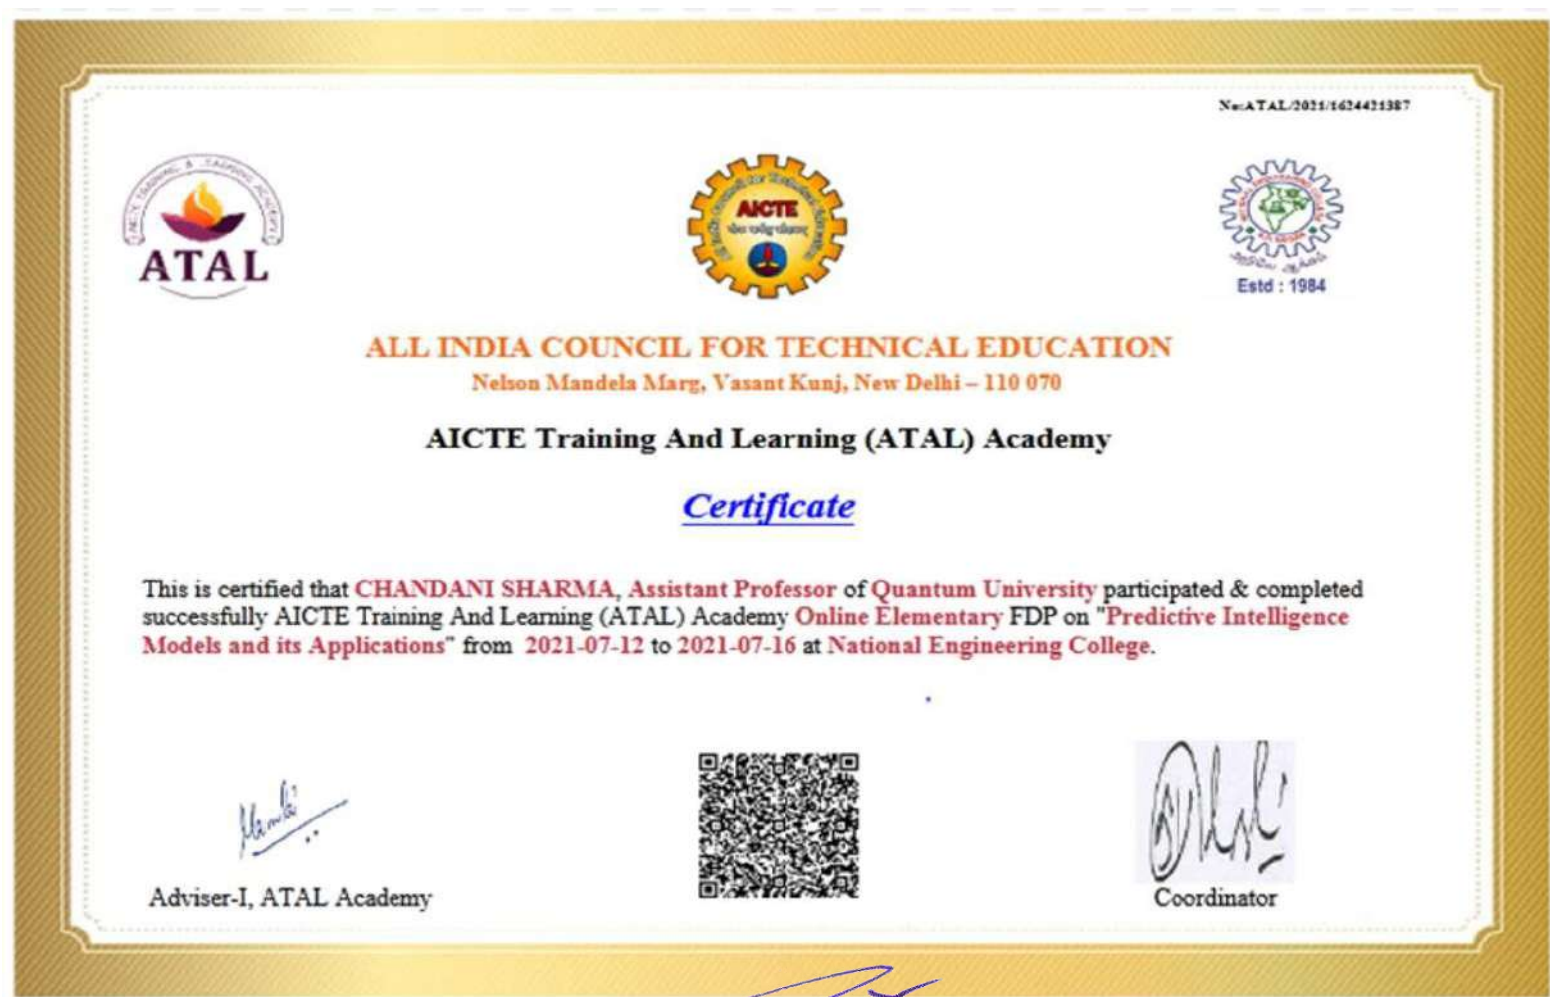 No:ATAL/2021/1624421387
ATAL
AICTE
Estd : 1984
ALL INDIA COUNCIL FOR TECHNICAL EDUCATION
Nelson Mandela Marg, Vasant Kunj, New Delhi – 110 070
AICTE Training And Learning (ATAL) Academy
Certificate
This is certified that CHANDANI SHARMA, Assistant Professor of Quantum University participated & completed
successfully AICTE Training And Learning (ATAL) Academy Online Elementary FDP on "Predictive Intelligence
Models and its Applications" from 2021-07-12 to 2021-07-16 at National Engineering College.
Adviser-I, ATAL Academy
Coordinator